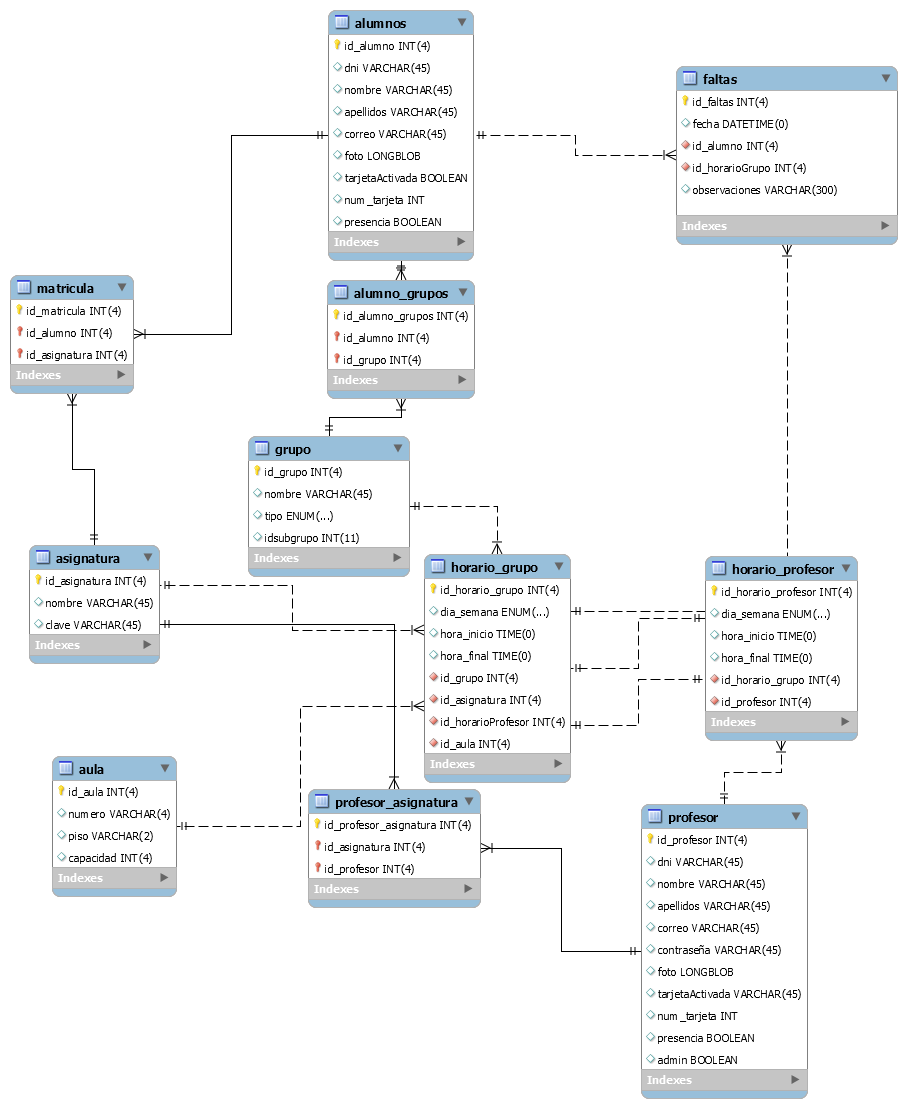 alumnos
id_alumno INT(4)
dni VARCHAR(45)
nombre VARCHAR(45)
apellidos VARCHAR(45)
correo VARCHAR(45)
foto LONGBLOB
tarjetaActivada BOOLEAN
num_tarjeta INT
presencia BOOLEAN
Indexes
faltas
id_faltas INT(4)
fecha DATETIME(0)
id_alumno INT(4)
id_horarioGrupo INT(4)
observaciones VARCHAR(300)
Indexes
matricula
id_matricula INT(4)
id_alumno INT(4)
id_asignatura INT(4)
Indexes
alumno_grupos
id_alumno_grupos INT(4)
id_alumno INT(4)
id_grupo INT(4)
Indexes
grupo
id_grupo INT(4)
nombre VARCHAR(45)
tipo ENUM(...)
idsubgrupo INT(11)
Indexes
asignatura
id_asignatura INT(4)
nombre VARCHAR(45)
clave VARCHAR(45)
Indexes
horario_grupo
id_horario_grupo INT(4)
dia_semana ENUM(...)
hora_inicio TIME(0)
hora_final TIME(0)
id_grupo INT(4)
id_asignatura INT(4)
id_horarioProfesor INT(4)
id_aula INT(4)
Indexes
horario_profesor
id_horario_profesor INT(4)
dia_semana ENUM(...)
hora_inicio TIME(0)
hora_final TIME(0)
id_horario_grupo INT(4)
id_profesor INT(4)
Indexes
aula
id_aula INT(4)
numero VARCHAR(4)
piso VARCHAR(2)
capacidad INT(4)
Indexes
profesor_asignatura
id_profesor_asignatura INT(4)
id_asignatura INT(4)
id_profesor INT(4)
Indexes
profesor
id_profesor INT(4)
dni VARCHAR(45)
nombre VARCHAR(45)
apellidos VARCHAR(45)
correo VARCHAR(45)
contraseña VARCHAR(45)
foto LONGBLOB
tarjetaActivada VARCHAR(45)
num_tarjeta INT
presencia BOOLEAN
admin BOOLEAN
Indexes